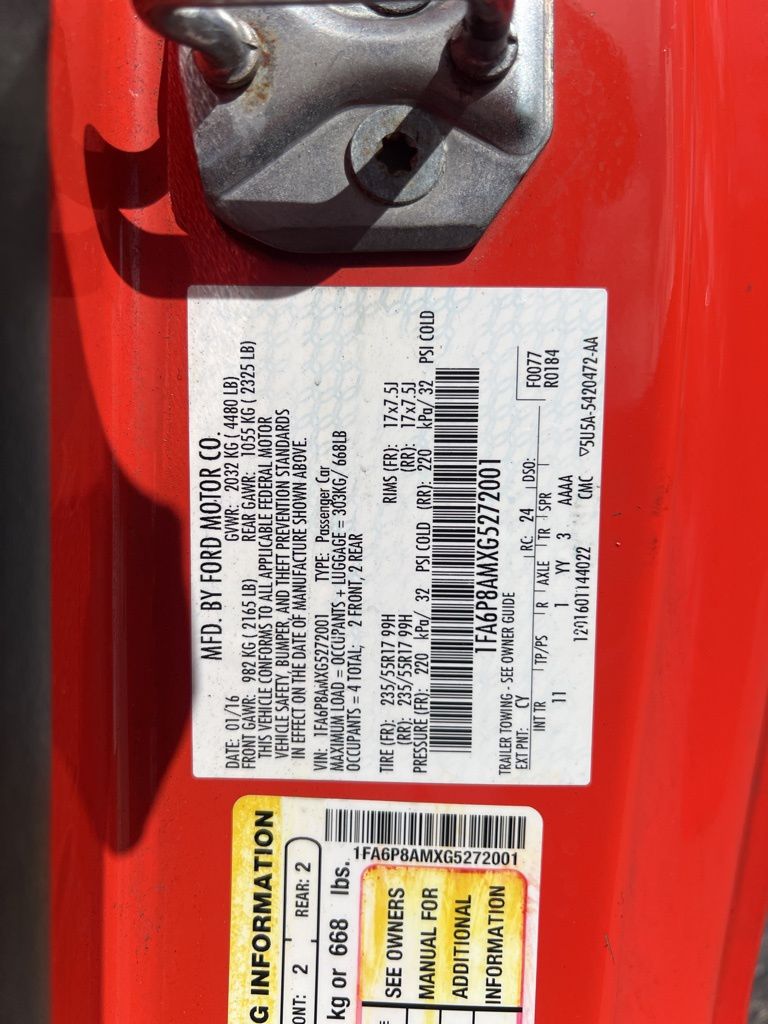 MFD. BY FORD MOTOR CO.
DATE: 01/16 GVWR: 2032 KG ( 4480 LB)
FRONT GAWR: 982 KG ( 2165 LB) REAR GAWR: 1055 KG ( 2325 LB)
THIS VEHICLE CONFORMS TO ALL APPLICABLE FEDERAL MOTOR
VEHICLE SAFETY, BUMPER, AND THEFT PREVENTION STANDARDS
IN EFFECT ON THE DATE OF MANUFACTURE SHOWN ABOVE.
VIN: 1FA6P8AMXG5272001 TYPE: Passenger Car
MAXIMUM LOAD = OCCUPANTS + LUGGAGE = 303KG/ 668LB
OCCUPANTS = 4 TOTAL; 2 FRONT, 2 REAR
TIRE (FR): 235/55R17 99H RIMS (FR): 17x7.5J
(RR): 235/55R17 99H (RR): 17x7.5J
PRESSURE (FR): 220 kPa/ 32 PSI COLD (RR): 220 kPa/ 32 PSI COLD
1FA6P8AMXG5272001
TRAILER TOWING - SEE OWNER GUIDE
EXT PNT: CY RC: 24 DSO: F0077
INT TR TP/PS R AXLE TR SPR R0184
11 1 YY 3 AAAA
1201601144022 CMC ▽5U5A-5420472-AA
G INFORMATION
ONT: 2 REAR: 2
kg or 668 lbs.
1FA6P8AMXG5272001
SEE OWNERS
MANUAL FOR
ADDITIONAL
INFORMATION